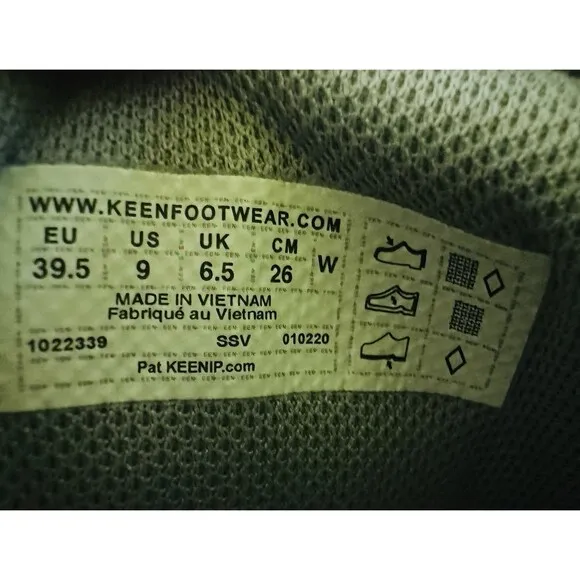 WWW.KEENFOOTWEAR.COM
EU US UK CM W
39.5 9 6.5 26
MADE IN VIETNAM
Fabriqué au Vietnam
1022339 SSV 010220
Pat KEENIP.com